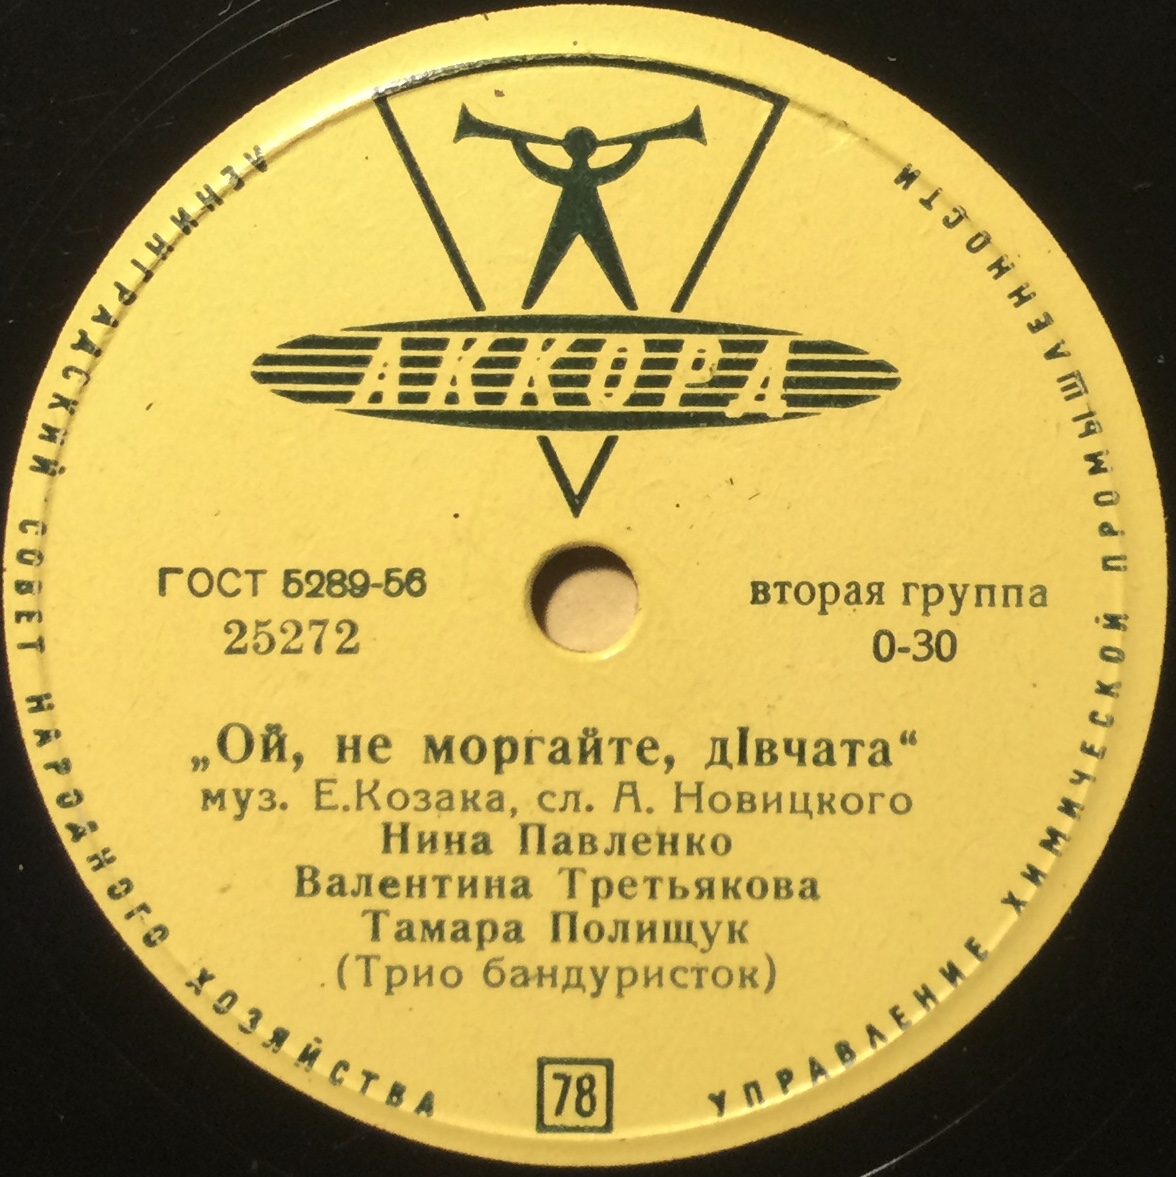 ЛЕНИНГРАДСКИЙ СОВЕТ НАРОДНОГО ХОЗЯЙСТВА
УПРАВЛЕНИЕ ХИМИЧЕСКОЙ ПРОМЫШЛЕННОСТИ
АККОРД
ГОСТ 5289-56
25272
вторая группа
0-30
„Ой, не моргайте, дІвчата“
муз. Е.Козака, сл. А. Новицкого
Нина Павленко
Валентина Третьякова
Тамара Полищук
(Трио бандуристок)
78